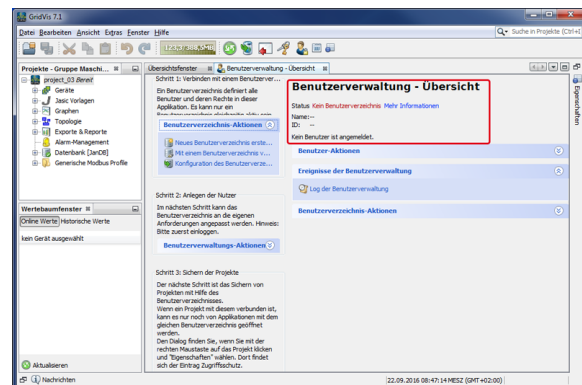 GridVis 7.1
Datei Bearbeiten Ansicht Extras Fenster Hilfe
Suche in Projekte (Ctrl+I
123,3/388,5MB
Projekte - Gruppe Maschi...
Übersichtsfenster
Benutzerverwaltung - Übersicht
project_03 Bereit
Geräte
Jasic Vorlagen
Graphen
Topologie
Exporte & Reporte
Alarm-Management
Datenbank [JanDB]
Generische Modbus Profile
Wertebaumfenster
Online Werte Historische Werte
kein Gerät ausgewählt
Aktualisieren
Nachrichten
Schritt 1: Verbinden mit einem Benutzerver...
Ein Benutzerverzeichnis definiert alle
Benutzer und deren Rechte in dieser
Applikation. Es kann nur ein
Benutzerverzeichnis-Aktionen
Neues Benutzerverzeichnis erste...
Mit einem Benutzerverzeichnis v...
Konfiguration des Benutzerverze...
Schritt 2: Anlegen der Nutzer
Im nächsten Schritt kann das
Benutzerverzeichnis an die eigenen
Anforderungen angepasst werden. Hinweis:
Bitte zuerst einloggen.
Benutzerverwaltungs-Aktionen
Schritt 3: Sichern der Projekte
Der nächste Schritt ist das Sichern von
Projekten mit Hilfe des
Benutzerverzeichnisses.
Wenn ein Projekt mit diesem verbunden ist,
kann es nur noch von Applikationen mit dem
gleichen Benutzerverzeichnis geöffnet
werden.
Den Dialog finden Sie, wenn Sie mit der
rechten Maustaste auf das Projekt klicken
und "Eigenschaften" wählen. Dort findet
sich der Eintrag Zugriffsschutz.
Benutzerverwaltung - Übersicht
Status Kein Benutzerverzeichnis Mehr Informationen
Name: --
ID: --
Kein Benutzer ist angemeldet.
Benutzer-Aktionen
Ereignisse der Benutzerverwaltung
Log der Benutzerverwaltung
Benutzerverzeichnis-Aktionen
Eigenschaften
22.09.2016 08:47:14 MESZ (GMT+02:00)